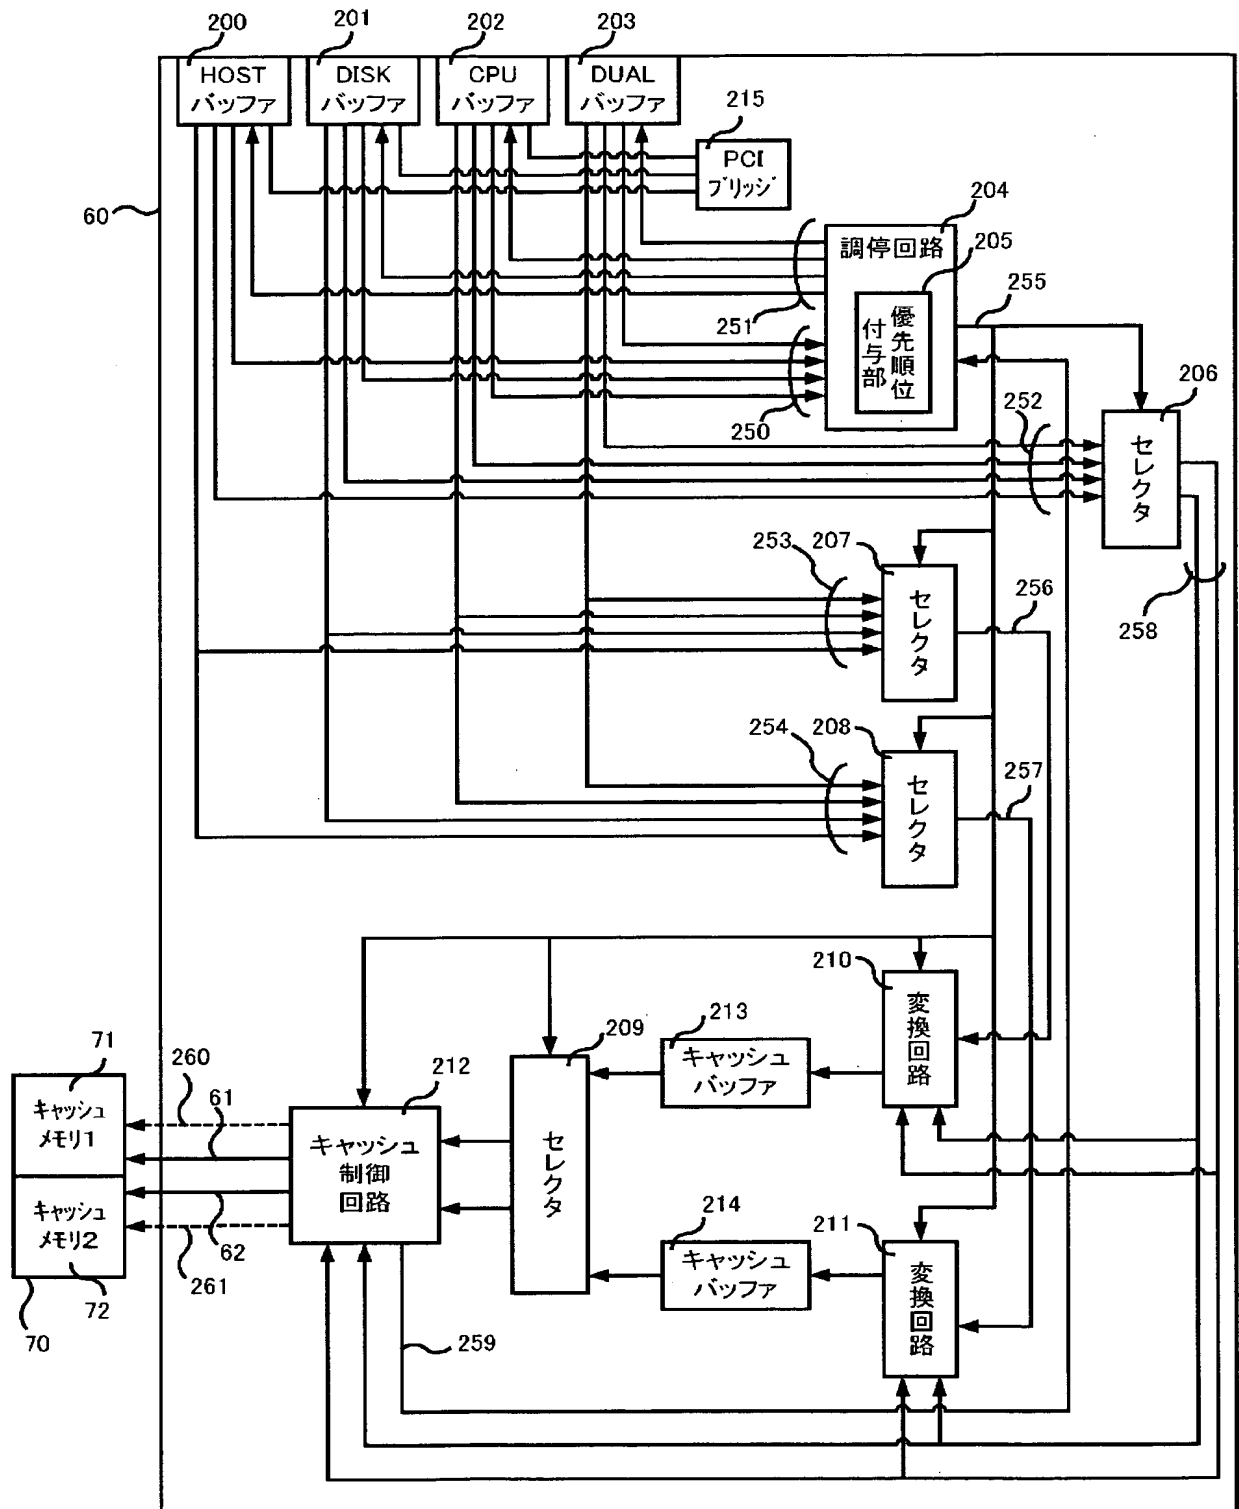 200
201
202
203
HOST
バッファ
DISK
バッファ
CPU
バッファ
DUAL
バッファ
215
PCI
ブリッジ
60
204
調停回路
205
優先順位
付与部
251
255
250
206
252
セレクタ
253
207
セレクタ
256
258
254
208
セレクタ
257
210
変換回路
71
260
61
212
209
213
キャッシュ
バッファ
キャッシュ
メモリ1
キャッシュ
制御
回路
セレクタ
キャッシュ
メモリ2
214
キャッシュ
バッファ
211
変換回路
70
72
261
62
259